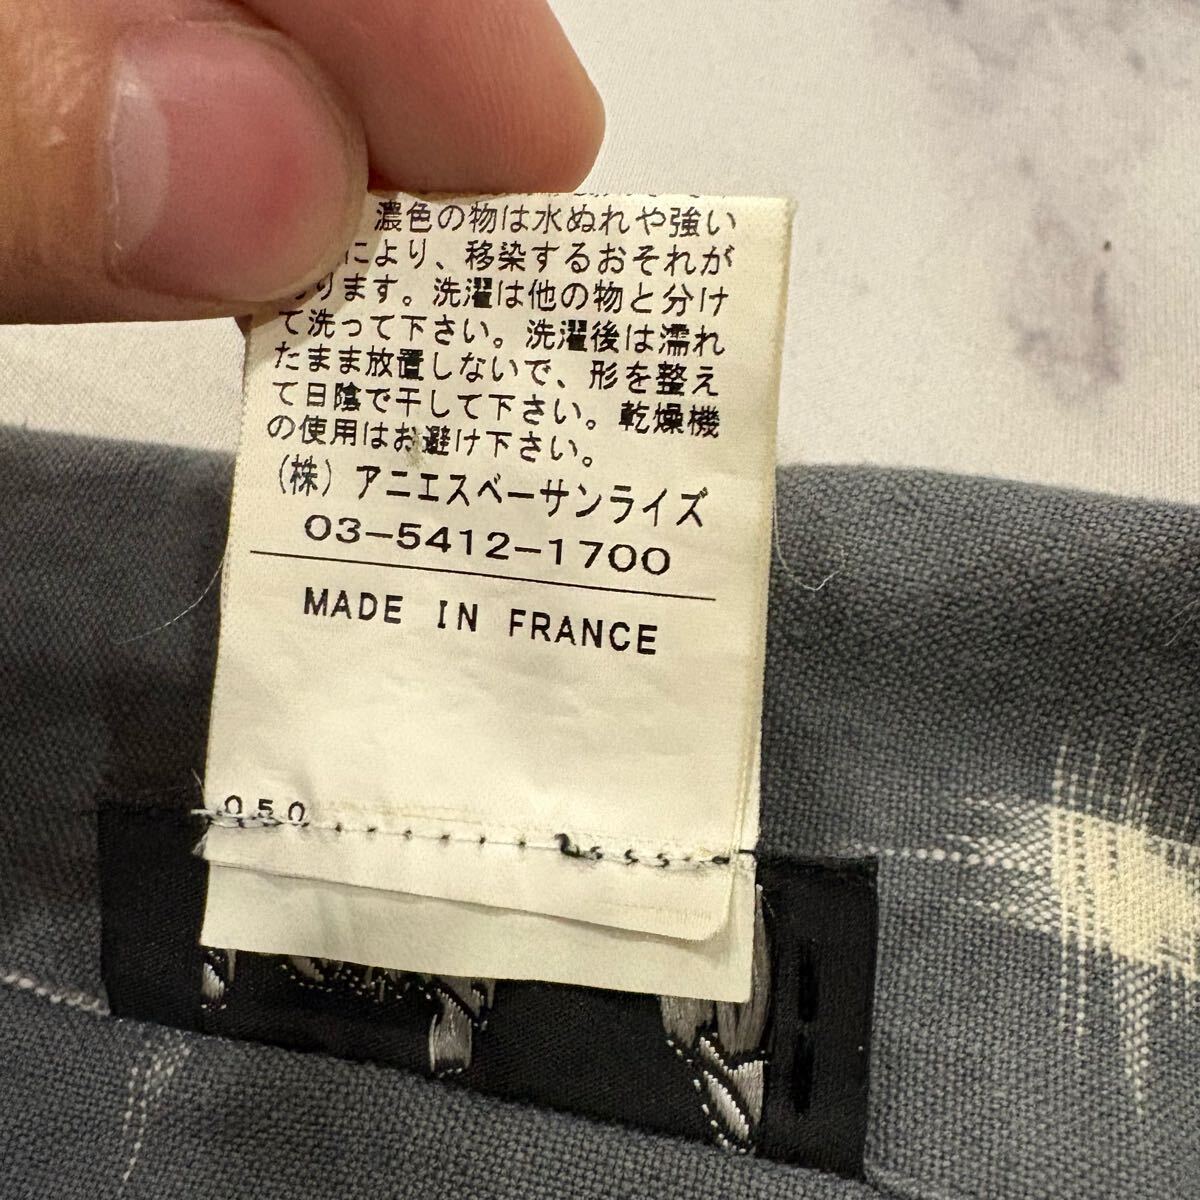 濃色の物は水ぬれや強い
により、移染するおそれが
ります。洗濯は他の物と分け
て洗って下さい。洗濯後は濡れ
たまま放置しないで、形を整え
て日陰で干して下さい。乾燥機
の使用はお避け下さい。
(株)アニエスベーサンライズ
03-5412-1700
MADE IN FRANCE
050